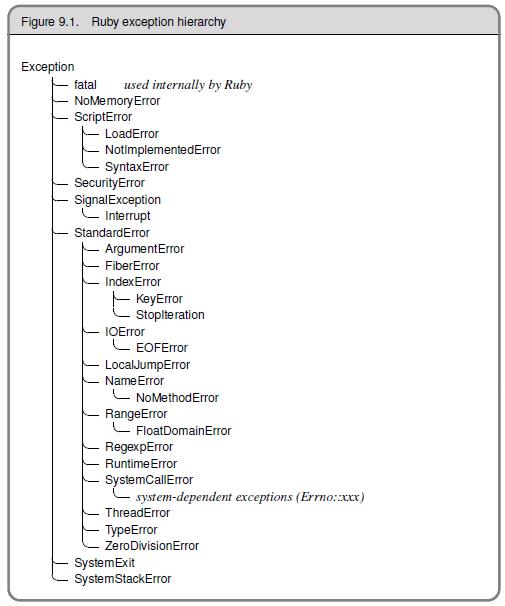 Figure 9.1. Ruby exception hierarchy
Exception
fatal used internally by Ruby
NoMemoryError
ScriptError
LoadError
NotImplementedError
SyntaxError
SecurityError
SignalException
Interrupt
StandardError
ArgumentError
FiberError
IndexError
KeyError
StopIteration
IOError
EOFError
LocalJumpError
NameError
NoMethodError
RangeError
FloatDomainError
RegexpError
RuntimeError
SystemCallError
system-dependent exceptions (Errno::xxx)
ThreadError
TypeError
ZeroDivisionError
SystemExit
SystemStackError